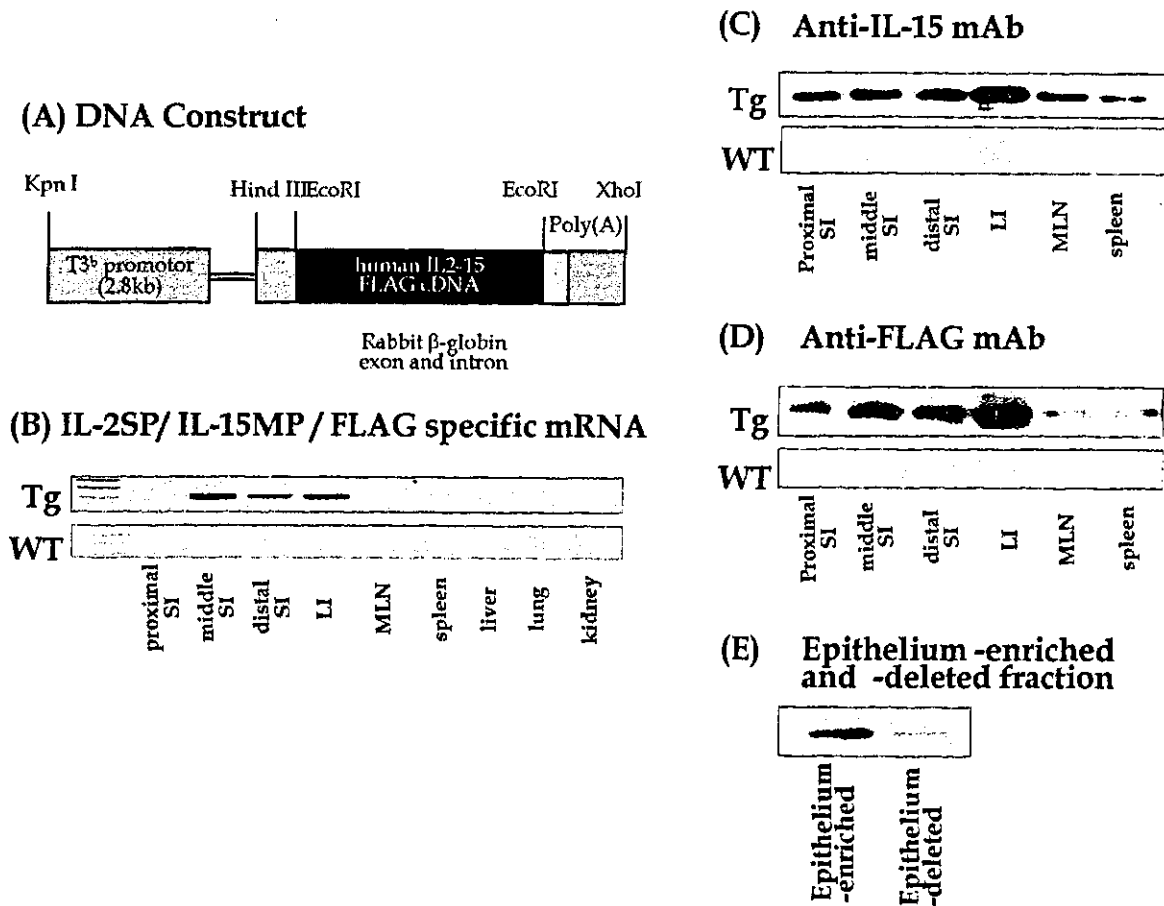 (A) DNA Construct
Kpn I
Hind III
EcoRI
EcoRI
XhoI
Poly(A)
T3ᵇ promotor
(2.8kb)
human IL2-15
FLAG cDNA
Rabbit β-globin
exon and intron
(B) IL-2SP/ IL-15MP / FLAG specific mRNA
Tg
WT
proximal
SI
middle
SI
distal
SI
LI
MLN
spleen
liver
lung
kidney
(C) Anti-IL-15 mAb
Tg
WT
Proximal
SI
middle
SI
distal
SI
LI
MLN
spleen
(D) Anti-FLAG mAb
Tg
WT
Proximal
SI
middle
SI
distal
SI
LI
MLN
spleen
(E) Epithelium -enriched
and -deleted fraction
Epithelium
-enriched
Epithelium
-deleted